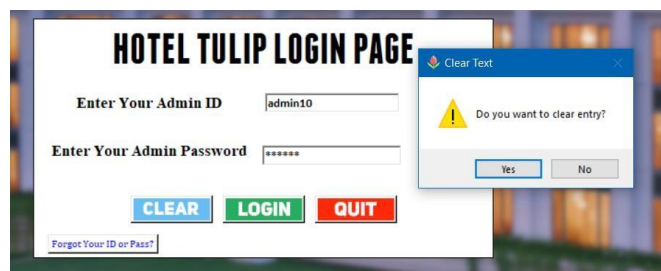 HOTEL TULIP LOGIN PAGE
Clear Text
Enter Your Admin ID
admin10
Do you want to clear entry?
Enter Your Admin Password
******
Yes
No
CLEAR
LOGIN
QUIT
Forgot Your ID or Pass?